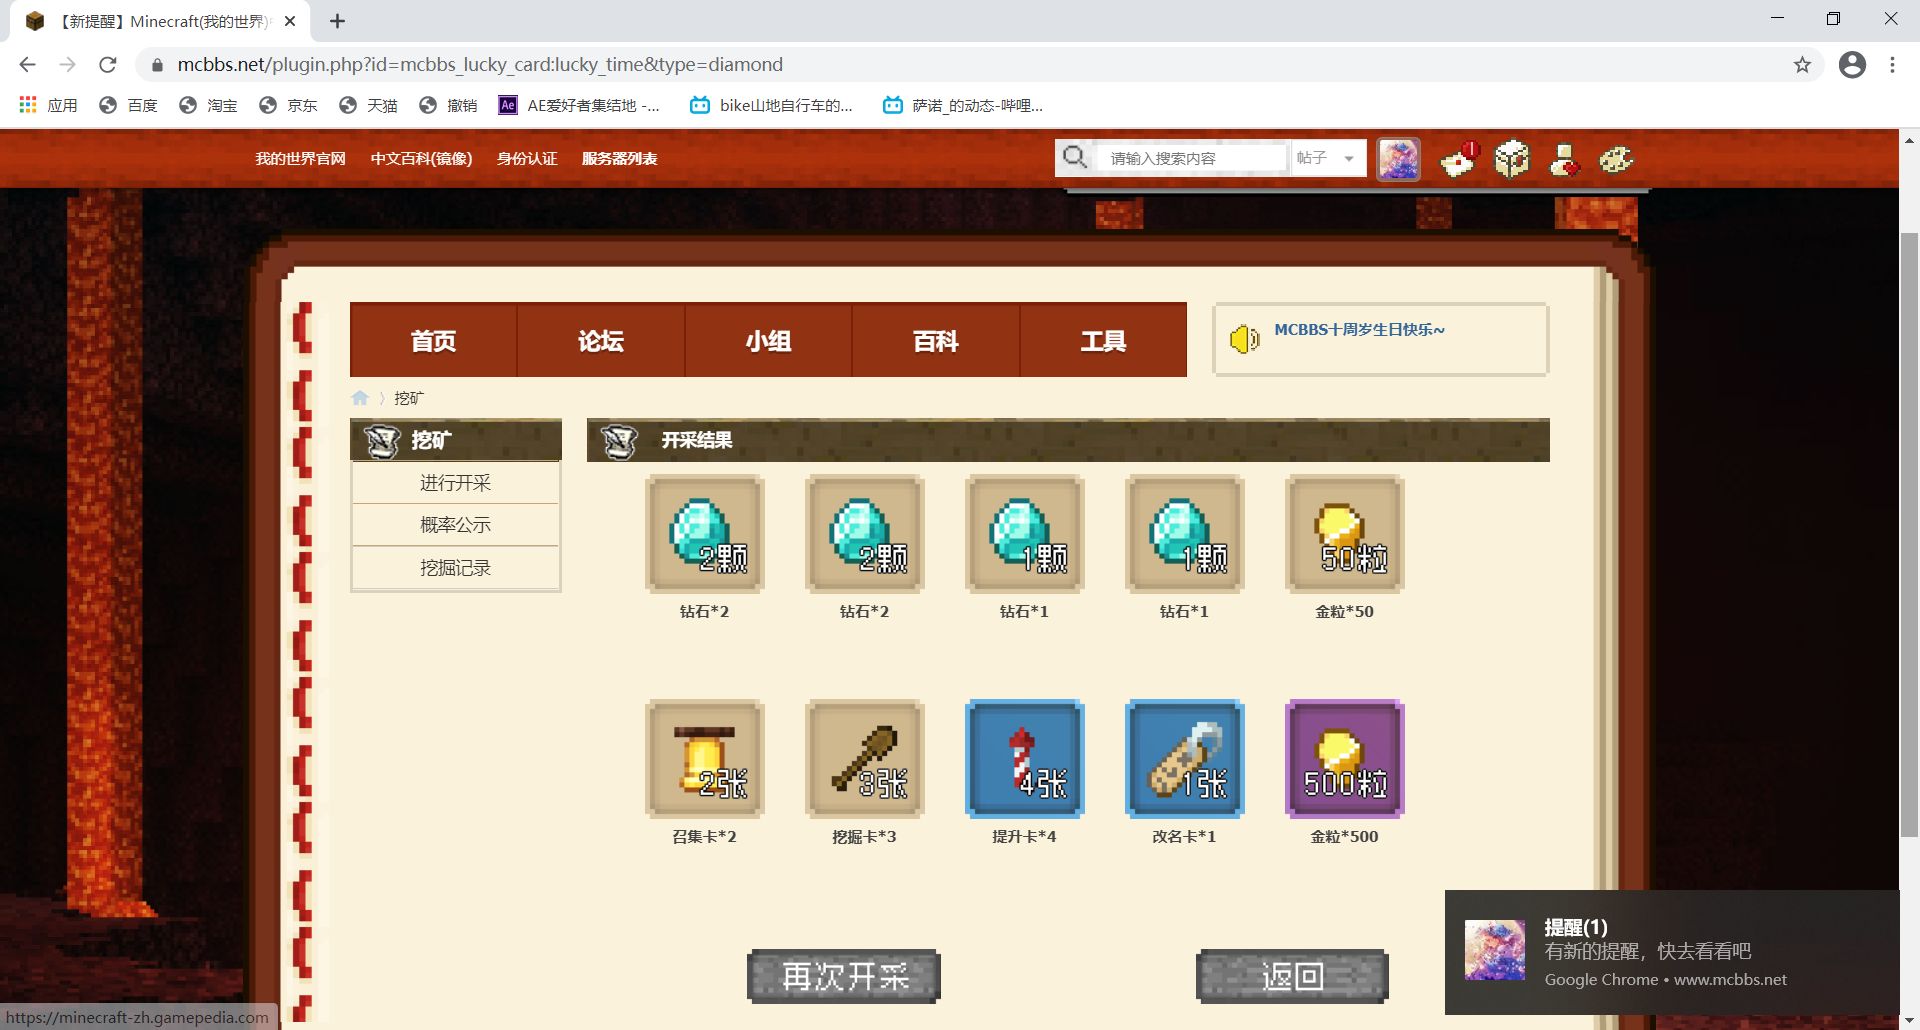 【新提醒】Minecraft(我的世界)
mcbbs.net/plugin.php?id=mcbbs_lucky_card:lucky_time&type=diamond
应用 百度 淘宝 京东 天猫 撤销 Ae AE爱好者集结地 -... bike山地自行车的... 萨诺_的动态-哔哩...
我的世界官网 中文百科(镜像) 身份认证 服务器列表 请输入搜索内容 帖子
首页 论坛 小组 百科 工具
MCBBS十周岁生日快乐~
〉挖矿
挖矿
进行开采
概率公示
挖掘记录
开采结果
2颗 2颗 1颗 1颗 50粒
钻石*2 钻石*2 钻石*1 钻石*1 金粒*50
2张 3张 4张 1张 500粒
召集卡*2 挖掘卡*3 提升卡*4 改名卡*1 金粒*500
再次开采 返回
提醒(1)
有新的提醒，快去看看吧
Google Chrome • www.mcbbs.net
https://minecraft-zh.gamepedia.com